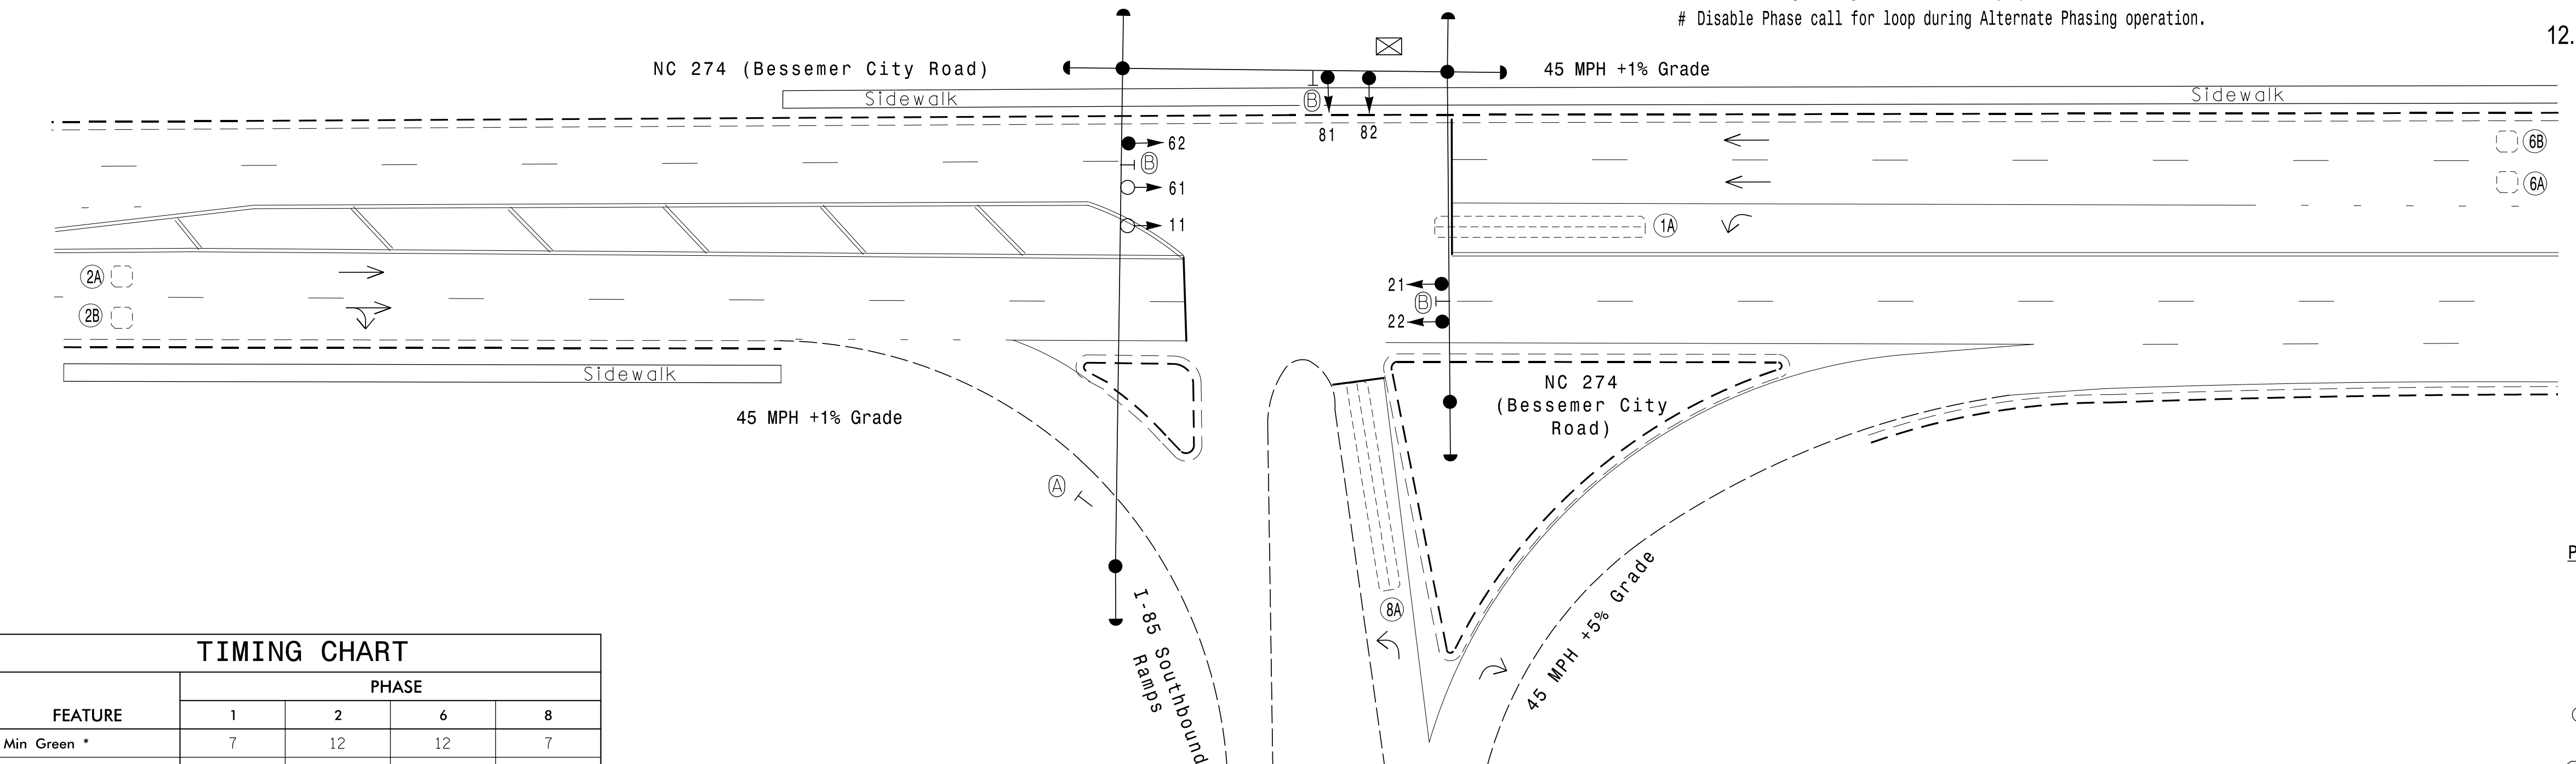 # Disable Phase call for loop during Alternate Phasing operation.
12.
NC 274 (Bessemer City Road)
45 MPH +1% Grade
Sidewalk
B
Sidewalk
81
82
62
B
6B
61
6A
11
1A
2A
21
B
2B
22
Sidewalk
NC 274
(Bessemer City
Road)
45 MPH +1% Grade
A
8A
I-85 Southbound
Ramps
45 MPH +5% Grade
P
TIMING CHART
FEATURE
PHASE
1
2
6
8
Min Green *
7
12
12
7